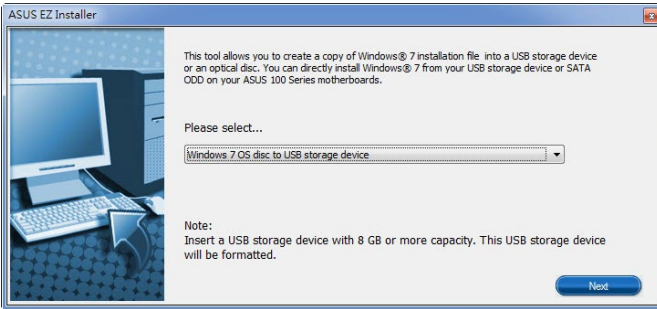 ASUS EZ Installer
This tool allows you to create a copy of Windows® 7 installation file into a USB storage device
or an optical disc. You can directly install Windows® 7 from your USB storage device or SATA
ODD on your ASUS 100 Series motherboards.
Please select...
Windows 7 OS disc to USB storage device
Note:
Insert a USB storage device with 8 GB or more capacity. This USB storage device
will be formatted.
Next